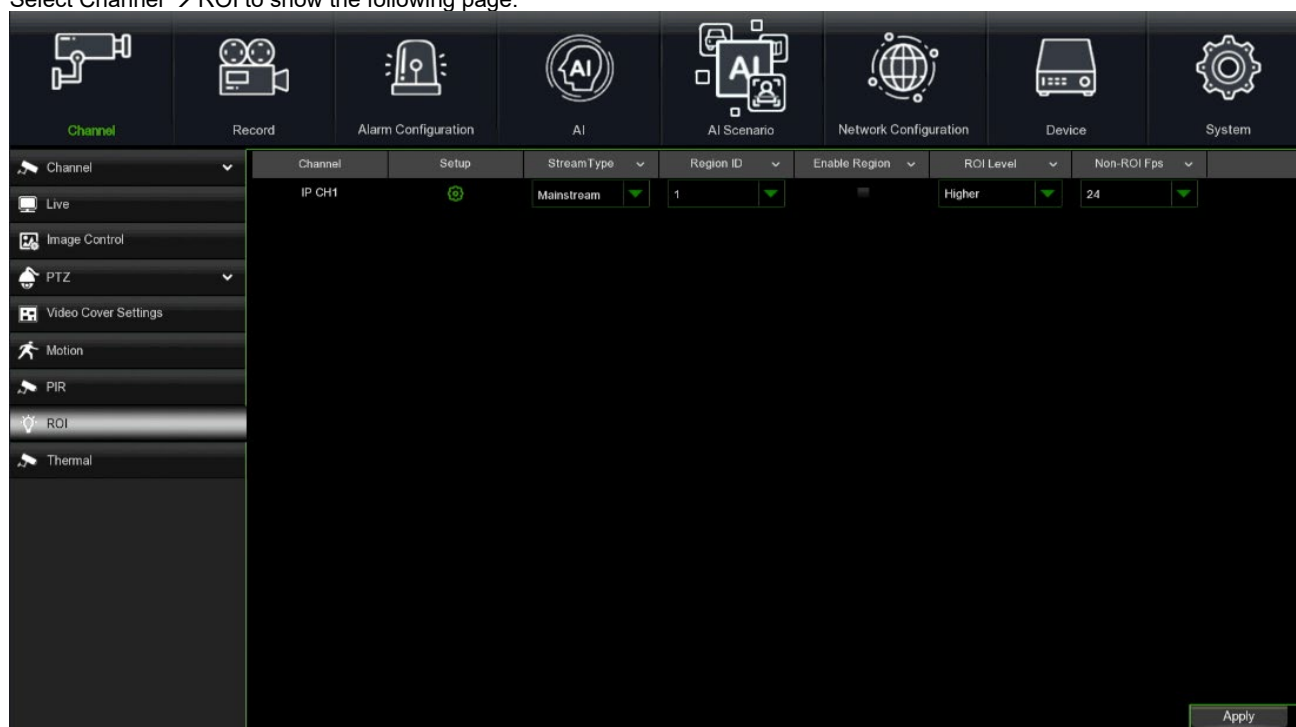 Select Channel → ROI to show the following page:
AI
AI
Channel Record Alarm Configuration AI AI Scenario Network Configuration Device System
Channel Channel Setup StreamType Region ID Enable Region ROI Level Non-ROI Fps
IP CH1 Mainstream 1 Higher 24
Live
Image Control
PTZ
Video Cover Settings
Motion
PIR
ROI
Thermal
Apply